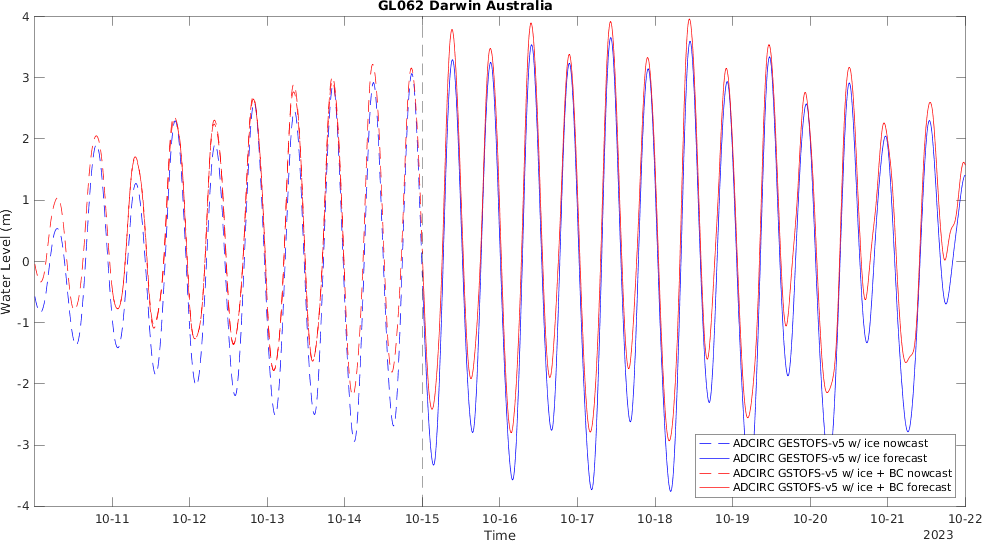 GL062 Darwin Australia
4
3
2
1
0
-1
-2
-3
-4
Water Level (m)
ADCIRC GESTOFS-v5 w/ ice nowcast
ADCIRC GESTOFS-v5 w/ ice forecast
ADCIRC GSTOFS-v5 w/ ice + BC nowcast
ADCIRC GSTOFS-v5 w/ ice + BC forecast
10-11 10-12 10-13 10-14 10-15 10-16 10-17 10-18 10-19 10-20 10-21 10-22
Time
2023